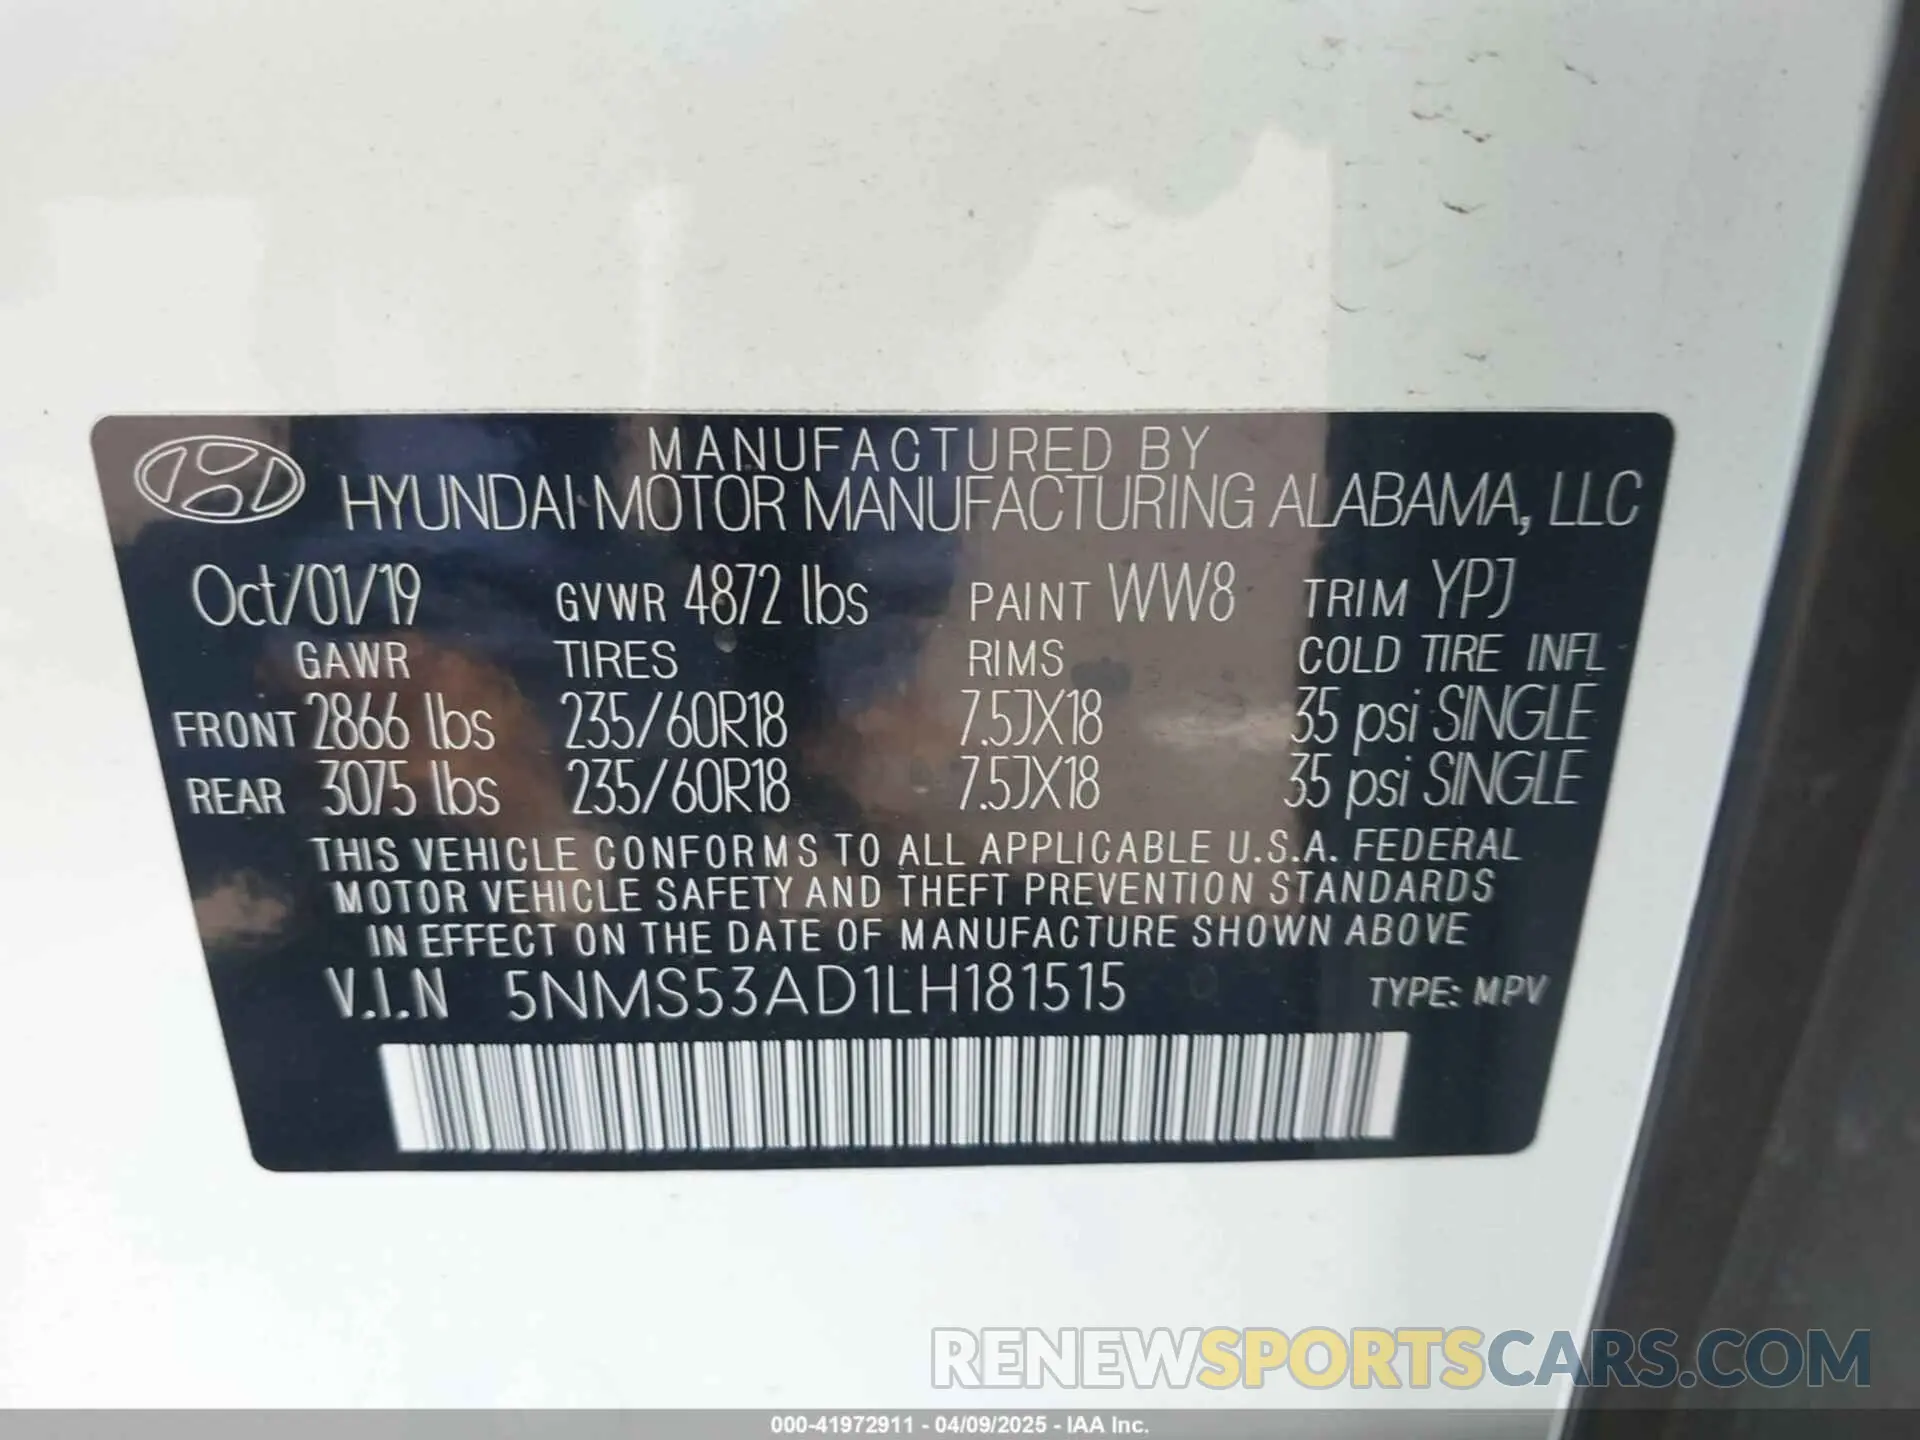 MANUFACTURED BY
HYUNDAI MOTOR MANUFACTURING ALABAMA, LLC
Oct/01/19 GVWR 4872 lbs PAINT WW8 TRIM YPJ
GAWR TIRES RIMS COLD TIRE INFL
FRONT 2866 lbs 235/60R18 7.5JX18 35 psi SINGLE
REAR 3075 lbs 235/60R18 7.5JX18 35 psi SINGLE
THIS VEHICLE CONFORMS TO ALL APPLICABLE U.S.A. FEDERAL
MOTOR VEHICLE SAFETY AND THEFT PREVENTION STANDARDS
IN EFFECT ON THE DATE OF MANUFACTURE SHOWN ABOVE
V.I.N 5NMS53AD1LH181515 TYPE: MPV
RENEWSPORTSCARS.COM
000-41972911 - 04/09/2025 - IAA Inc.